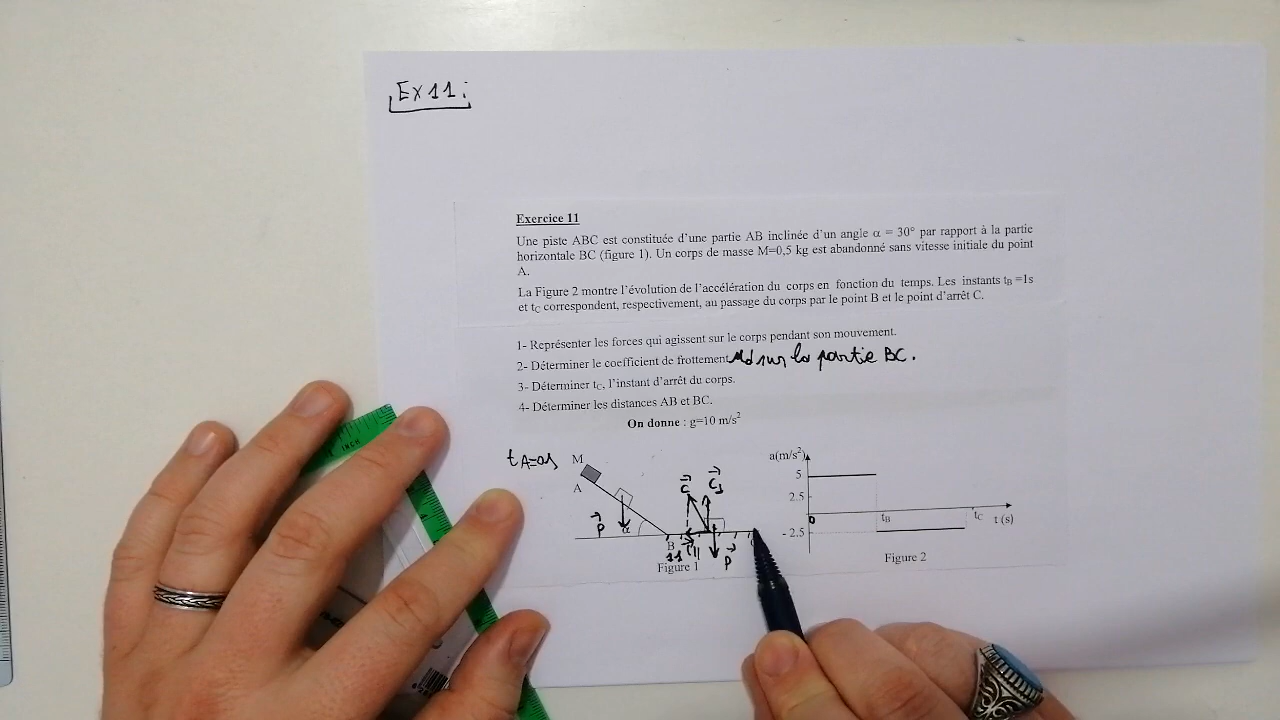 Ex 11:
Exercice 11
Une piste ABC est constituée d'une partie AB inclinée d'un angle α = 30° par rapport à la partie
horizontale BC (figure 1). Un corps de masse M=0,5 kg est abandonné sans vitesse initiale du point
A.
La Figure 2 montre l'évolution de l'accélération du corps en fonction du temps. Les instants tB =1s
et tC correspondent, respectivement, au passage du corps par le point B et le point d'arrêt C.
1- Représenter les forces qui agissent sur le corps pendant son mouvement.
2- Déterminer le coefficient de frottement μd sur la partie BC.
3- Déterminer tC, l'instant d'arrêt du corps.
4- Déterminer les distances AB et BC.
On donne : g=10 m/s²
tA=0s
M
A
P
α
B
C
P
Figure 1
a(m/s²)
5
2.5
0
- 2.5
tB
tC
t (s)
Figure 2
INCH